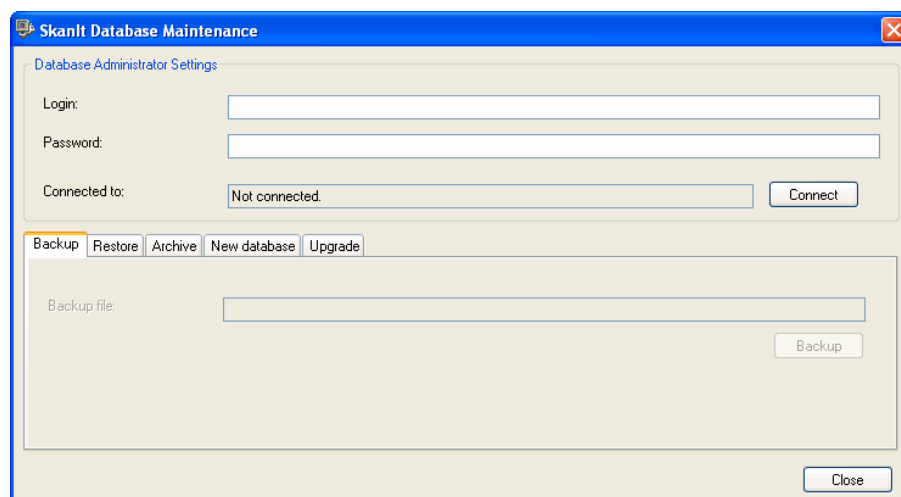 SkanIt Database Maintenance
Database Administrator Settings
Login:
Password:
Connected to: Not connected. Connect
Backup Restore Archive New database Upgrade
Backup file:
Backup
Close